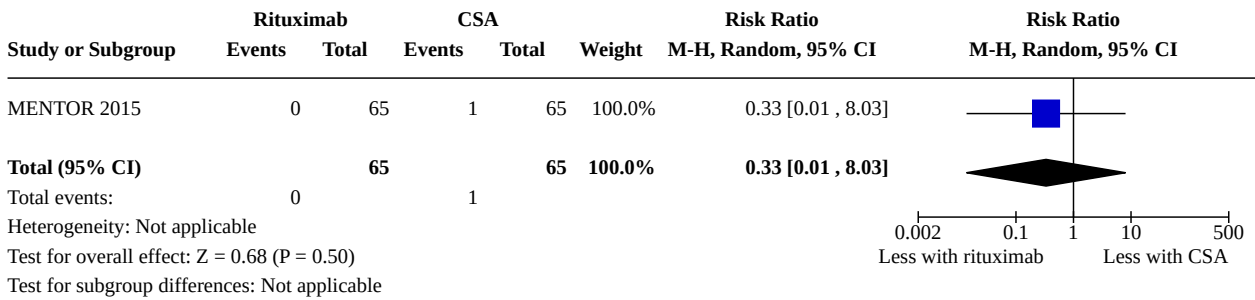 Rituximab CSA Risk Ratio Risk Ratio
Study or Subgroup Events Total Events Total Weight M-H, Random, 95% CI M-H, Random, 95% CI
MENTOR 2015 0 65 1 65 100.0% 0.33 [0.01 , 8.03]
Total (95% CI) 65 65 100.0% 0.33 [0.01 , 8.03]
Total events: 0 1
Heterogeneity: Not applicable
0.002 0.1 1 10 500
Test for overall effect: Z = 0.68 (P = 0.50)
Less with rituximab Less with CSA
Test for subgroup differences: Not applicable